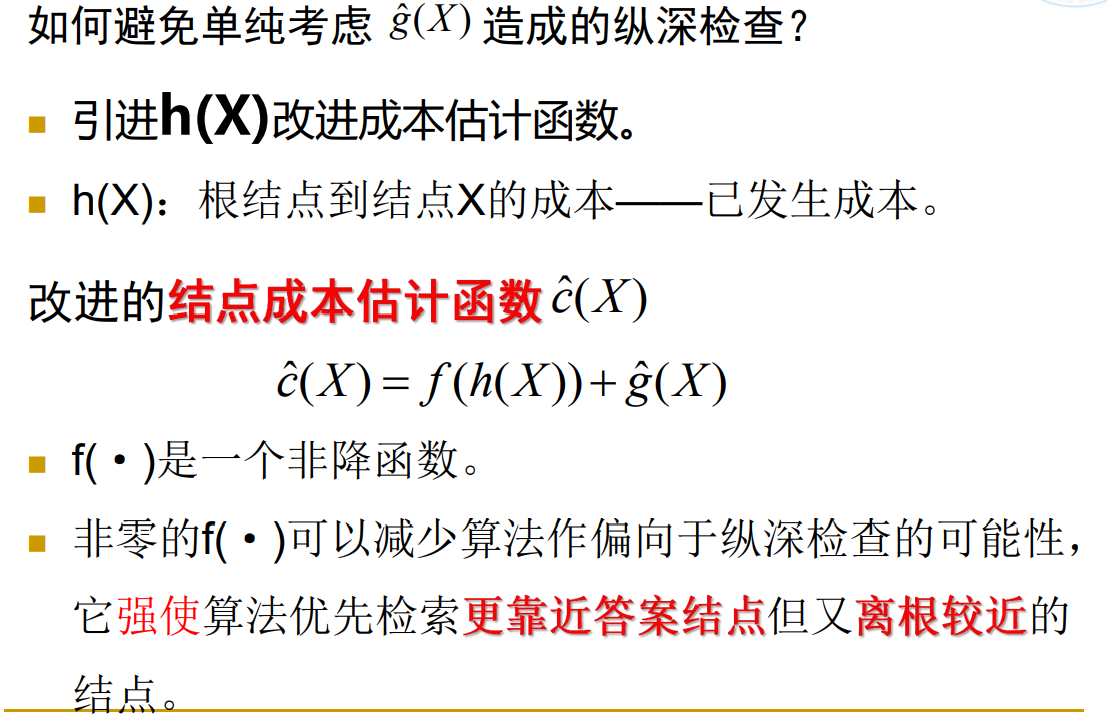 如何避免单纯考虑 ĝ(X) 造成的纵深检查？
引进h(X)改进成本估计函数。
h(X)：根结点到结点X的成本——已发生成本。
改进的结点成本估计函数 ĉ(X)
ĉ(X) = f(h(X)) + ĝ(X)
f(·)是一个非降函数。
非零的f(·)可以减少算法作偏向于纵深检查的可能性，
它强使算法优先检索更靠近答案结点但又离根较近的
结点。